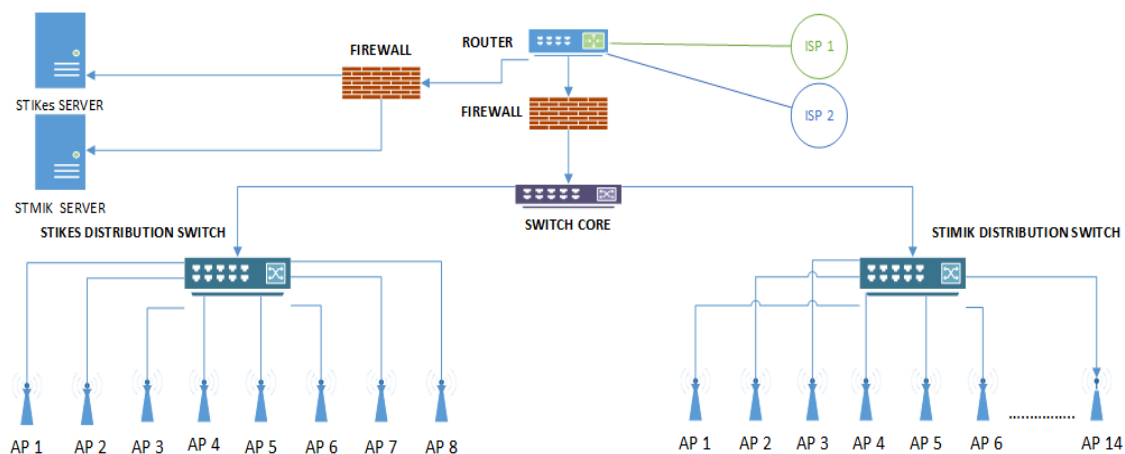 ROUTER
ISP 1
FIREWALL
ISP 2
FIREWALL
STIKes SERVER
STMIK SERVER
SWITCH CORE
STIKES DISTRIBUTION SWITCH
STIMIK DISTRIBUTION SWITCH
AP 1 AP 2 AP 3 AP 4 AP 5 AP 6 AP 7 AP 8
AP 1 AP 2 AP 3 AP 4 AP 5 AP 6 ................ AP 14